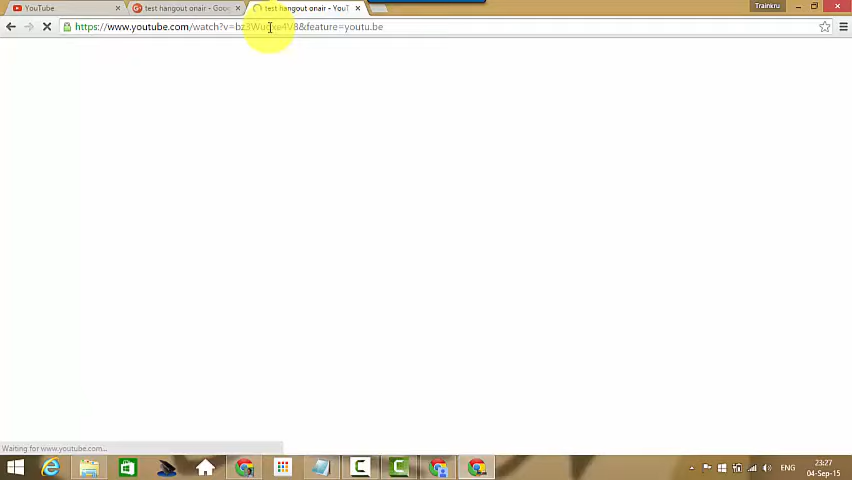 YouTube
test hangout onair - Goo
test hangout onair - YouT
Trainkru
&feature=youtu.be
https://www.youtube.com/watch?v=
Waiting for www.youtube.com...
ENG
23:27
04-Sep-15